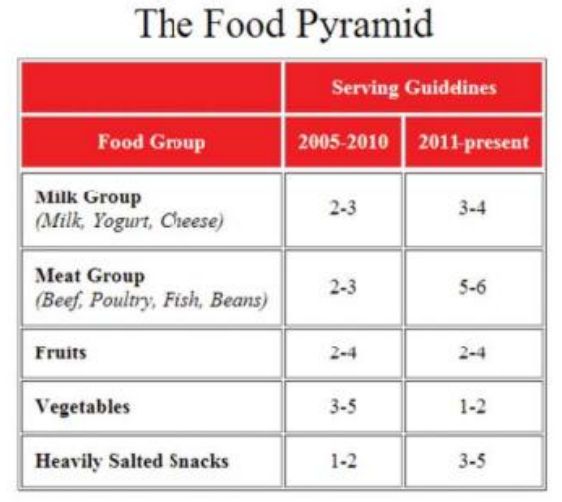 The Food Pyramid
Serving Guidelines
Food Group 2005-2010 2011-present
Milk Group
(Milk, Yogurt, Cheese) 2-3 3-4
Meat Group
(Beef, Poultry, Fish, Beans) 2-3 5-6
Fruits 2-4 2-4
Vegetables 3-5 1-2
Heavily Salted Snacks 1-2 3-5